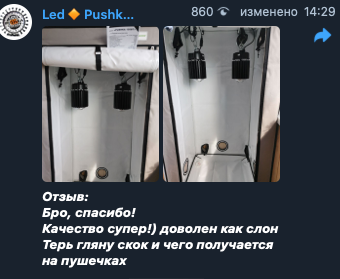 Led 🔸 Pushk...
860 изменено 14:29
Отзыв:
Бро, спасибо!
Качество супер!) доволен как слон
Терь гляну скок и чего получается
на пушечках